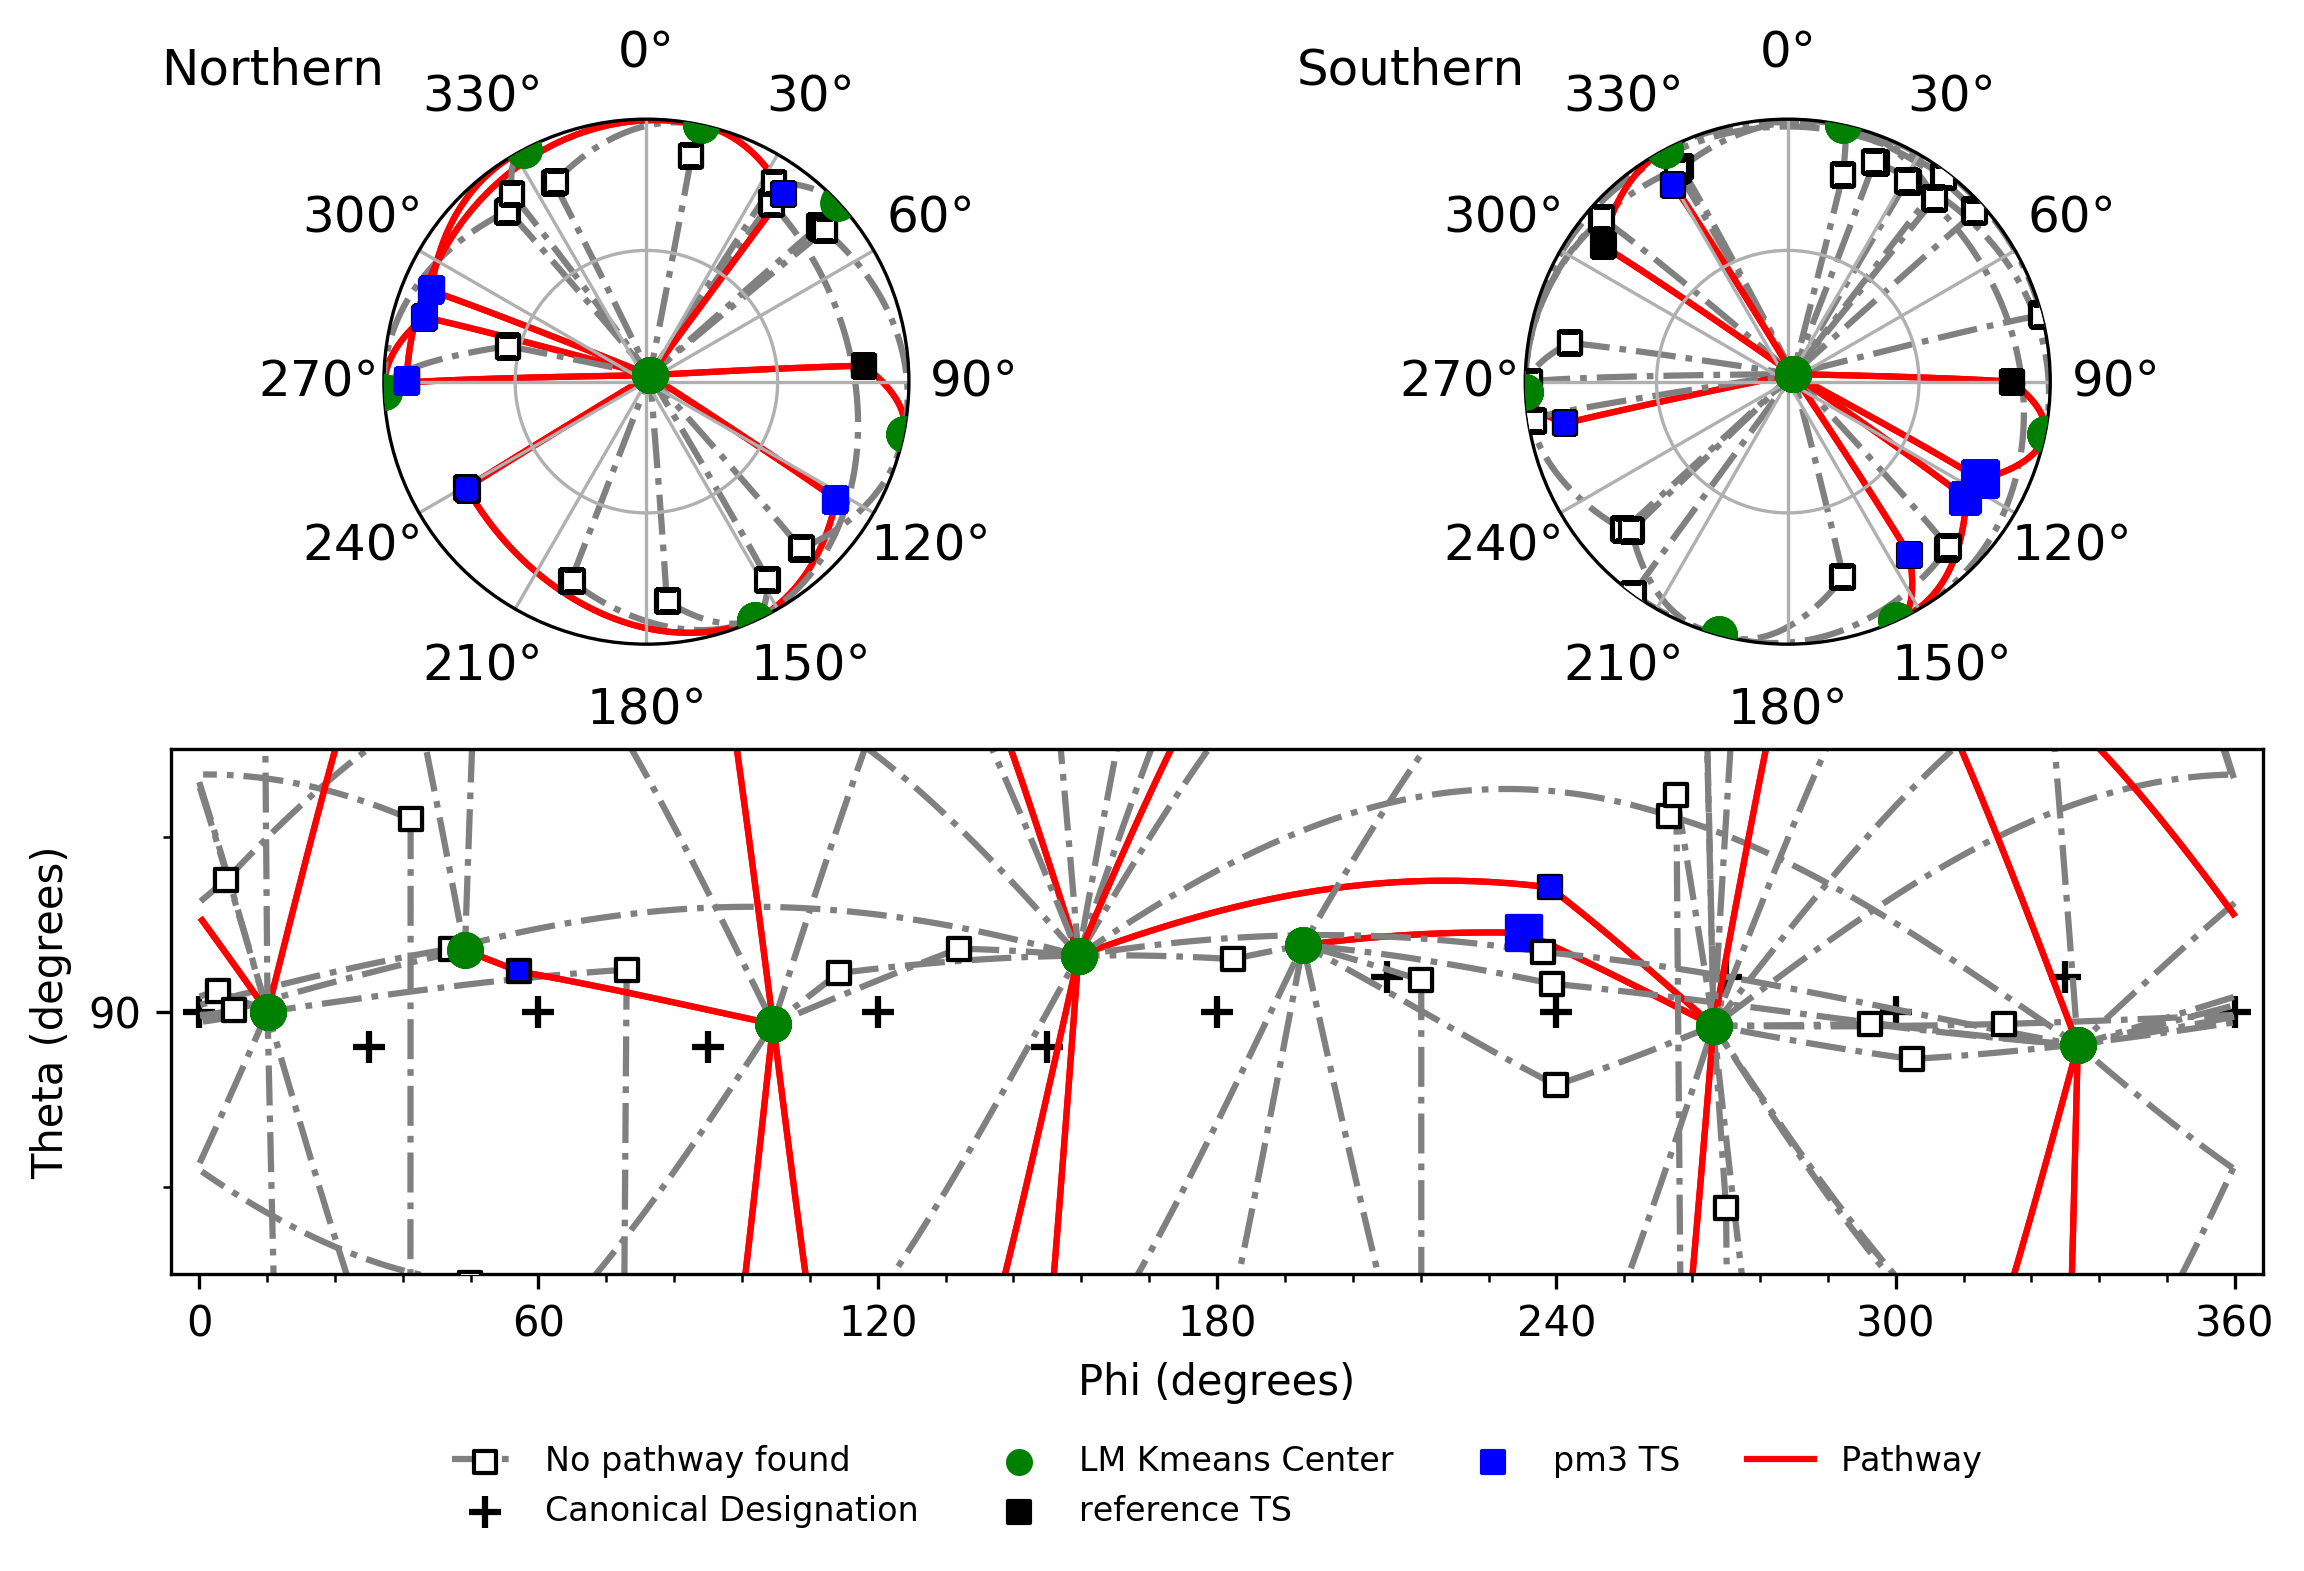 Northern
0°
330°
30°
300°
60°
270°
90°
240°
120°
210°
150°
180°
Southern
0°
330°
30°
300°
60°
270°
90°
240°
120°
210°
150°
180°
Theta (degrees)
90
0 60 120 180 240 300 360
Phi (degrees)
No pathway found
LM Kmeans Center
pm3 TS
Pathway
Canonical Designation
reference TS